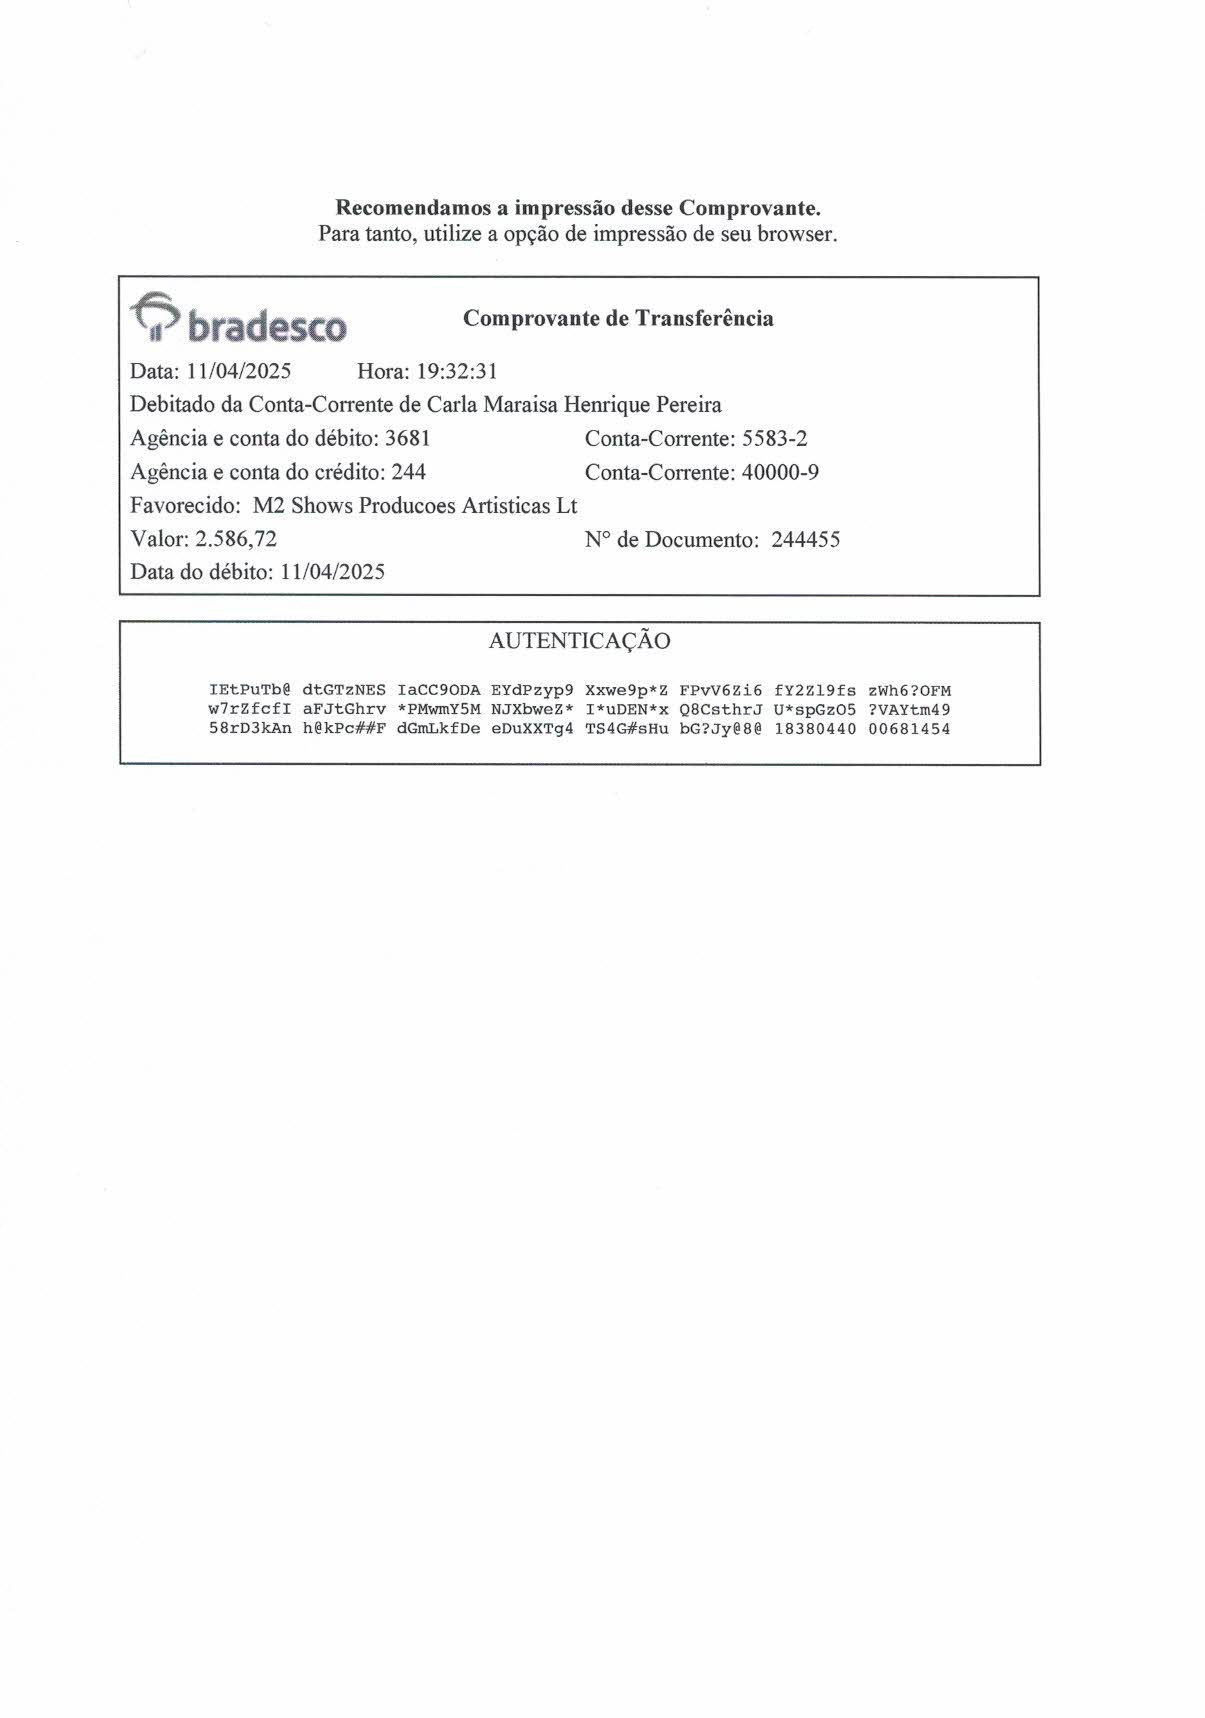 Recomendamos a impressão desse Comprovante.
Para tanto, utilize a opção de impressão de seu browser.
bradesco Comprovante de Transferência
Data: 11/04/2025 Hora: 19:32:31
Debitado da Conta-Corrente de Carla Maraisa Henrique Pereira
Agência e conta do débito: 3681 Conta-Corrente: 5583-2
Agência e conta do crédito: 244 Conta-Corrente: 40000-9
Favorecido: M2 Shows Producoes Artisticas Lt
Valor: 2.586,72 N° de Documento: 244455
Data do débito: 11/04/2025
AUTENTICAÇÃO
IEtPuTb@ dtGTzNES IaCC9ODA EYdPzyp9 Xxwe9p*Z FPvV6Zi6 fY2Zl9fs zWh6?OFM
w7rZfcfI aFJtGhrv *PMwmY5M NJXbweZ* I*uDEN*x Q8CsthrJ U*spGzO5 ?VAYtm49
58rD3kAn h@kPc##F dGmLkfDe eDuXXTg4 TS4G#sHu bG?Jy@8@ 18380440 00681454